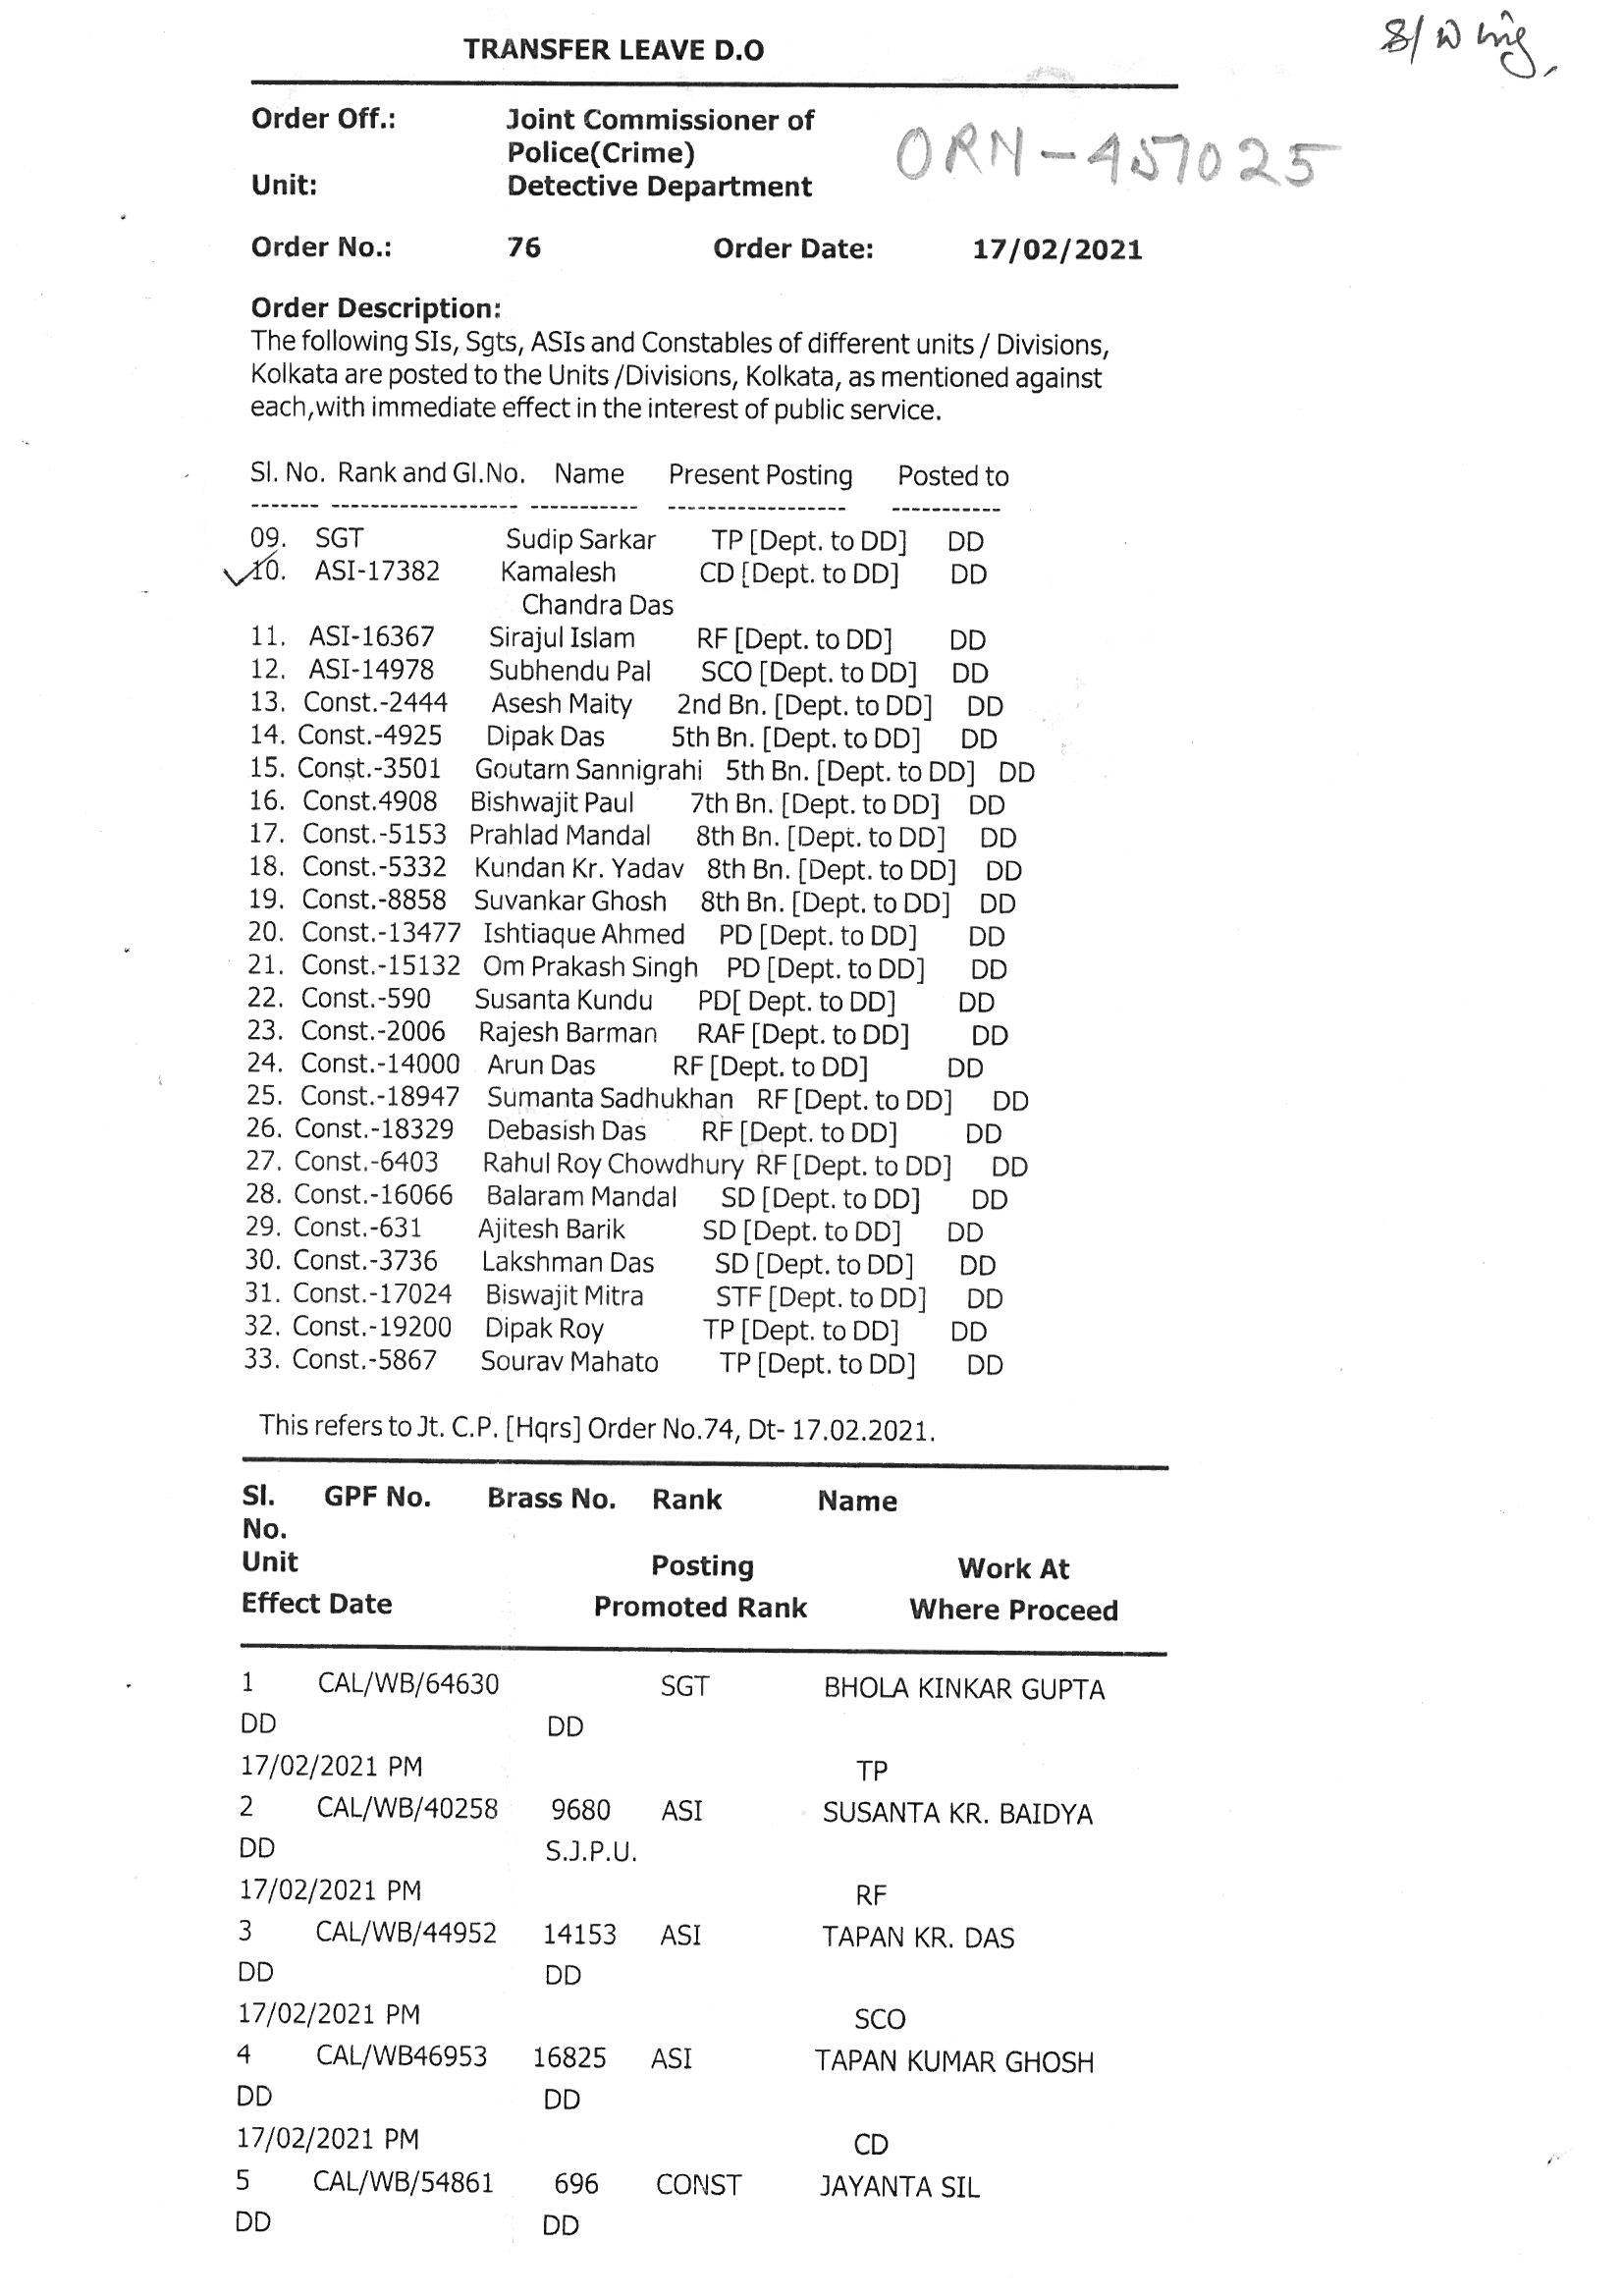 S/Wing,
TRANSFER LEAVE D.O
Order Off.: Joint Commissioner of
Police(Crime)
ORN-457025
Unit: Detective Department
Order No.: 76 Order Date: 17/02/2021
Order Description:
The following SIs, Sgts, ASIs and Constables of different units / Divisions,
Kolkata are posted to the Units /Divisions, Kolkata, as mentioned against
each,with immediate effect in the interest of public service.
Sl. No. Rank and Gl.No. Name Present Posting Posted to
------- ------------------- ----------- ------------------ -----------
09. SGT Sudip Sarkar TP [Dept. to DD] DD
10. ASI-17382 Kamalesh CD [Dept. to DD] DD
Chandra Das
11. ASI-16367 Sirajul Islam RF [Dept. to DD] DD
12. ASI-14978 Subhendu Pal SCO [Dept. to DD] DD
13. Const.-2444 Asesh Maity 2nd Bn. [Dept. to DD] DD
14. Const.-4925 Dipak Das 5th Bn. [Dept. to DD] DD
15. Const.-3501 Goutam Sannigrahi 5th Bn. [Dept. to DD] DD
16. Const.4908 Bishwajit Paul 7th Bn. [Dept. to DD] DD
17. Const.-5153 Prahlad Mandal 8th Bn. [Dept. to DD] DD
18. Const.-5332 Kundan Kr. Yadav 8th Bn. [Dept. to DD] DD
19. Const.-8858 Suvankar Ghosh 8th Bn. [Dept. to DD] DD
20. Const.-13477 Ishtiaque Ahmed PD [Dept. to DD] DD
21. Const.-15132 Om Prakash Singh PD [Dept. to DD] DD
22. Const.-590 Susanta Kundu PD[ Dept. to DD] DD
23. Const.-2006 Rajesh Barman RAF [Dept. to DD] DD
24. Const.-14000 Arun Das RF [Dept. to DD] DD
25. Const.-18947 Sumanta Sadhukhan RF [Dept. to DD] DD
26. Const.-18329 Debasish Das RF [Dept. to DD] DD
27. Const.-6403 Rahul Roy Chowdhury RF [Dept. to DD] DD
28. Const.-16066 Balaram Mandal SD [Dept. to DD] DD
29. Const.-631 Ajitesh Barik SD [Dept. to DD] DD
30. Const.-3736 Lakshman Das SD [Dept. to DD] DD
31. Const.-17024 Biswajit Mitra STF [Dept. to DD] DD
32. Const.-19200 Dipak Roy TP [Dept. to DD] DD
33. Const.-5867 Sourav Mahato TP [Dept. to DD] DD
This refers to Jt. C.P. [Hqrs] Order No.74, Dt- 17.02.2021.
Sl. GPF No. Brass No. Rank Name
No.
Unit Posting Work At
Effect Date Promoted Rank Where Proceed
1 CAL/WB/64630 SGT BHOLA KINKAR GUPTA
DD DD
17/02/2021 PM TP
2 CAL/WB/40258 9680 ASI SUSANTA KR. BAIDYA
DD S.J.P.U.
17/02/2021 PM RF
3 CAL/WB/44952 14153 ASI TAPAN KR. DAS
DD DD
17/02/2021 PM SCO
4 CAL/WB46953 16825 ASI TAPAN KUMAR GHOSH
DD DD
17/02/2021 PM CD
5 CAL/WB/54861 696 CONST JAYANTA SIL
DD DD